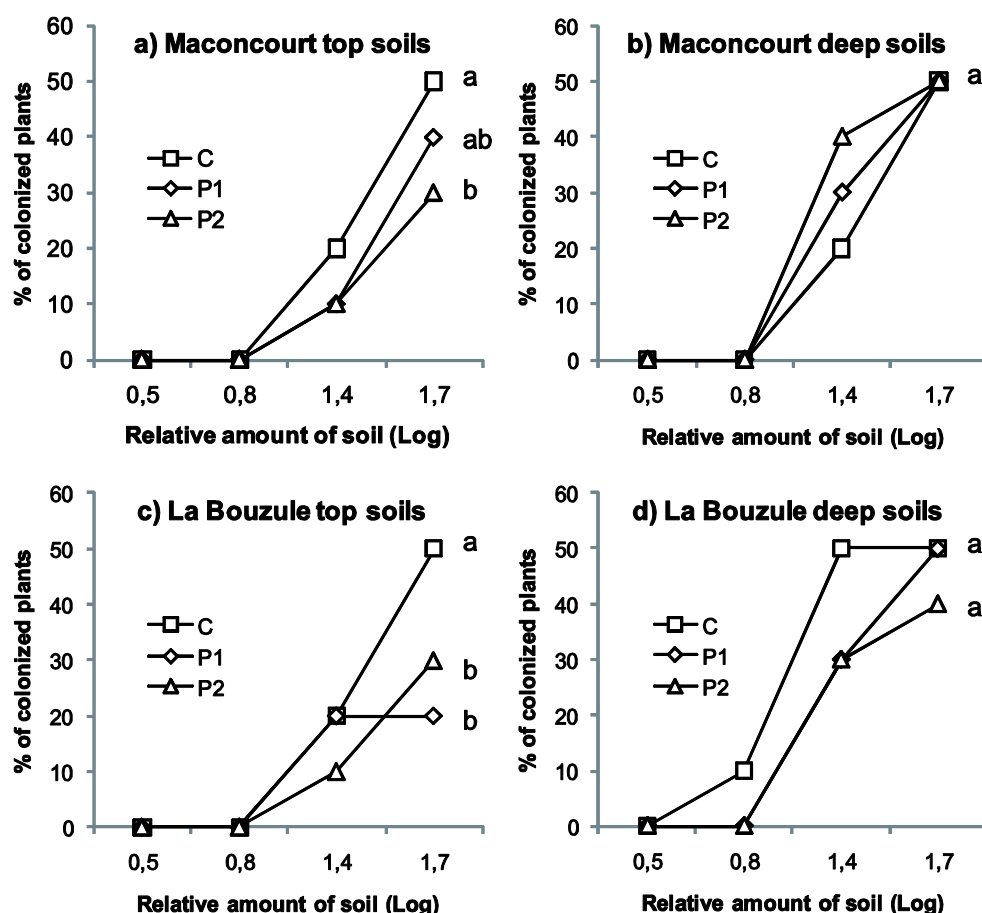 a) Maconcourt top soils
60
50
40
30
20
10
0
% of colonized plants
C
P1
P2
a
ab
b
0,5 0,8 1,4 1,7
Relative amount of soil (Log)
b) Maconcourt deep soils
60
50
40
30
20
10
0
% of colonized plants
C
P1
P2
a
0,5 0,8 1,4 1,7
Relative amount of soil (Log)
c) La Bouzule top soils
60
50
40
30
20
10
0
% of colonized plants
C
P1
P2
a
b
b
0,5 0,8 1,4 1,7
Relative amount of soil (Log)
d) La Bouzule deep soils
60
50
40
30
20
10
0
% of colonized plants
C
P1
P2
a
a
0,5 0,8 1,4 1,7
Relative amount of soil (Log)